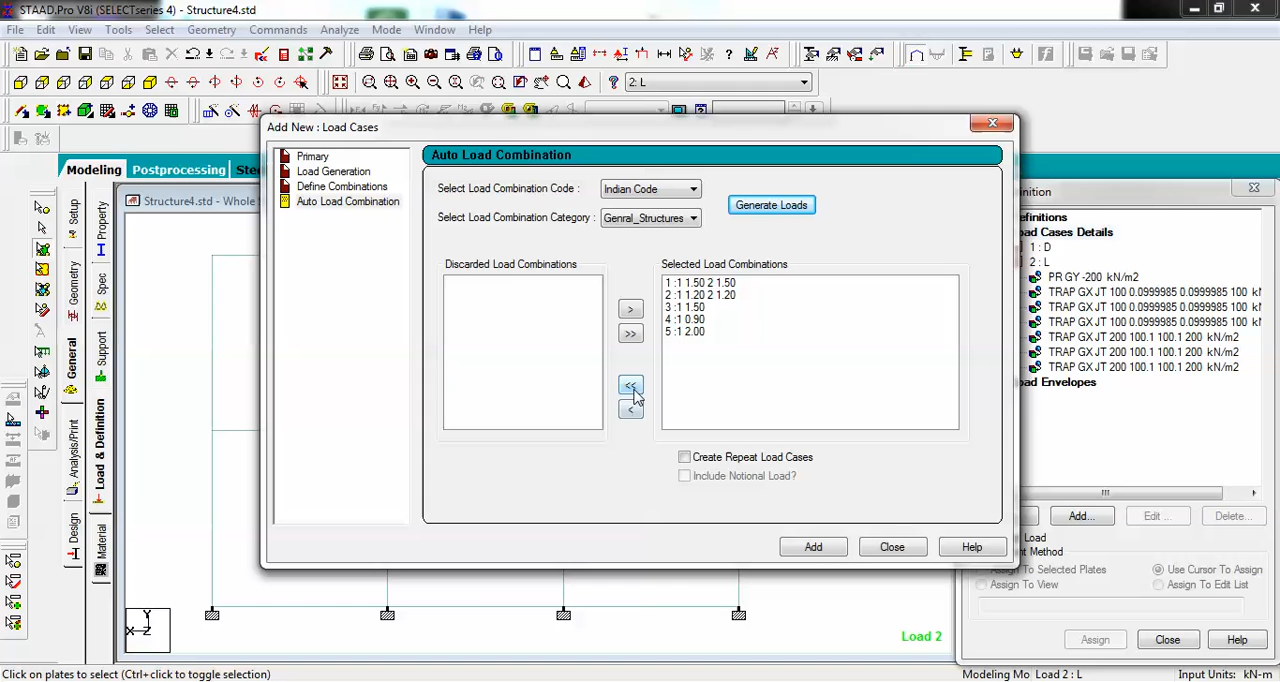 STAAD.Pro V8i (SELECTseries 4) - Structure4.std
File Edit View Tools Select Geometry Commands Analyze Mode Window Help
2: L
Modeling Postprocessing
Structure4.std - Whole
Setup
Geometry
General
Analysis/Print
Design
Property
Spec
Support
Load & Definition
Material
Add New : Load Cases
Primary
Load Generation
Define Combinations
Auto Load Combination
Auto Load Combination
Select Load Combination Code : Indian Code
Generate Loads
Select Load Combination Category : Genral_Structures
Discarded Load Combinations
Selected Load Combinations
1 :1 1.50 2 1.50
2 :1 1.20 2 1.20
3 :1 1.50
4 :1 0.90
5 :1 2.00
>
>>
<<
<
Create Repeat Load Cases
Include Notional Load?
Add Close Help
1 : D
2 : L
PR GY -200 kN/m2
TRAP GX JT 100 0.0999985 0.0999985 100
TRAP GX JT 100 0.0999985 0.0999985 100
TRAP GX JT 100 0.0999985 0.0999985 100
TRAP GX JT 200 100.1 100.1 200 kN/m2
TRAP GX JT 200 100.1 100.1 200 kN/m2
TRAP GX JT 200 100.1 100.1 200 kN/m2
Add... Edit ... Delete...
Load
Assign To Selected Plates
Use Cursor To Assign
Assign To View
Assign To Edit List
Assign Close Help
Y
X Z
Load 2
Click on plates to select (Ctrl+click to toggle selection)
Modeling Mo Load 2 : L Input Units: kN-m